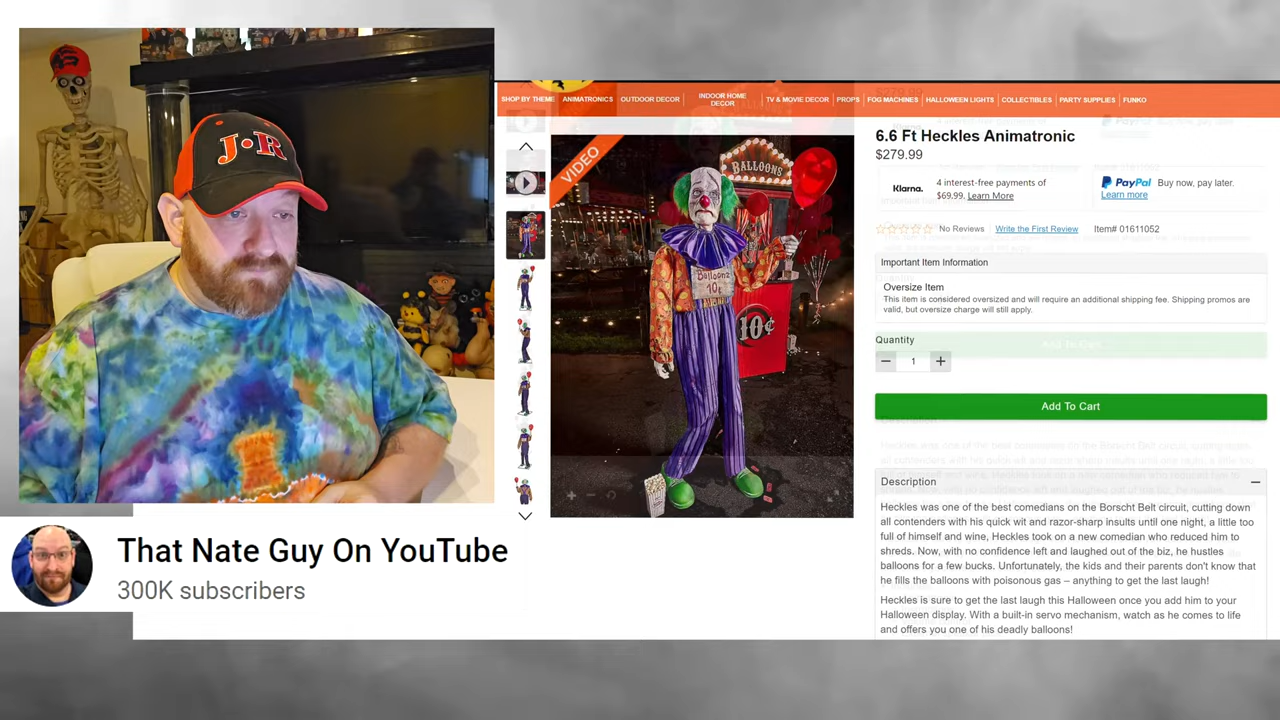 J•R
That Nate Guy On YouTube
300K subscribers
SHOP BY THEME
ANIMATRONICS
OUTDOOR DECOR
INDOOR HOME
DECOR
TV & MOVIE DECOR
PROPS
FOG MACHINES
HALLOWEEN LIGHTS
COLLECTIBLES
PARTY SUPPLIES
FUNKO
VIDEO
BALLOONS
Balloonz
10¢
10¢
6.6 Ft Heckles Animatronic
$279.99
Klarna.
4 interest-free payments of
$69.99. Learn More
PayPal
Buy now, pay later.
Learn more
No Reviews
Write the First Review
Item# 01611052
Important Item Information
Oversize Item
This item is considered oversized and will require an additional shipping fee. Shipping promos are
valid, but oversize charge will still apply.
Quantity
1
Add To Cart
Description
Heckles was one of the best comedians on the Borscht Belt circuit, cutting down
all contenders with his quick wit and razor-sharp insults until one night, a little too
full of himself and wine, Heckles took on a new comedian who reduced him to
shreds. Now, with no confidence left and laughed out of the biz, he hustles
balloons for a few bucks. Unfortunately, the kids and their parents don't know that
he fills the balloons with poisonous gas – anything to get the last laugh!
Heckles is sure to get the last laugh this Halloween once you add him to your
Halloween display. With a built-in servo mechanism, watch as he comes to life
and offers you one of his deadly balloons!